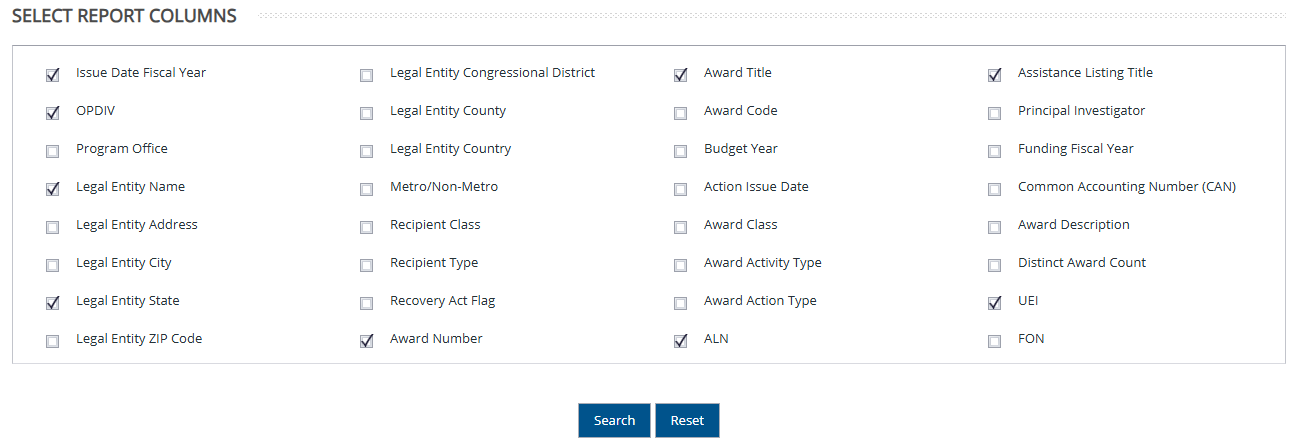 SELECT REPORT COLUMNS
Issue Date Fiscal Year
OPDIV
Program Office
Legal Entity Name
Legal Entity Address
Legal Entity City
Legal Entity State
Legal Entity ZIP Code
Legal Entity Congressional District
Legal Entity County
Legal Entity Country
Metro/Non-Metro
Recipient Class
Recipient Type
Recovery Act Flag
Award Number
Award Title
Award Code
Budget Year
Action Issue Date
Award Class
Award Activity Type
Award Action Type
ALN
Assistance Listing Title
Principal Investigator
Funding Fiscal Year
Common Accounting Number (CAN)
Award Description
Distinct Award Count
UEI
FON
Search
Reset